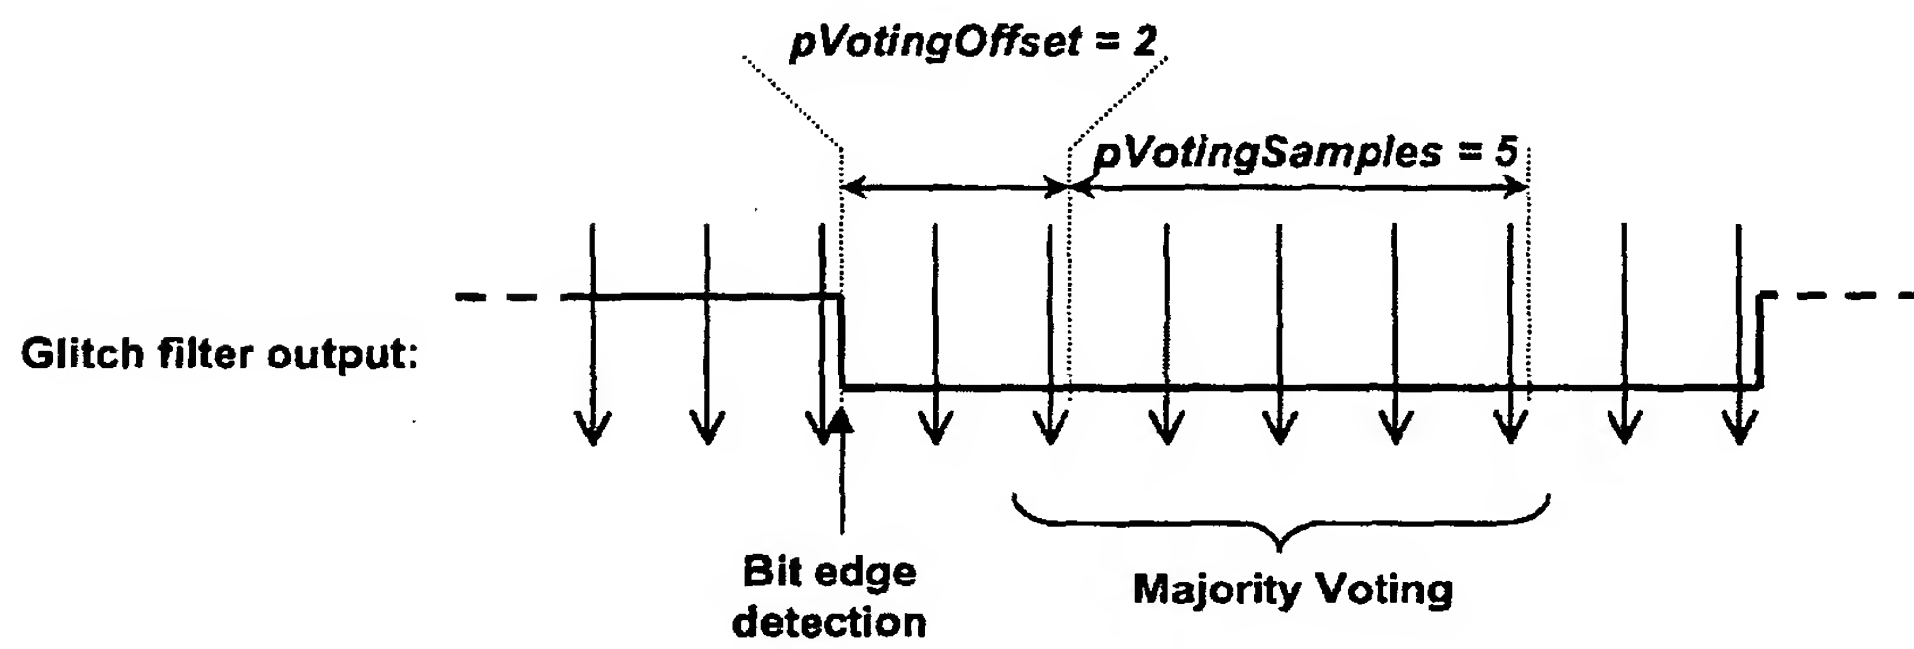 pVotingOffset = 2
pVotingSamples = 5
Glitch filter output:
Bit edge
detection
Majority Voting